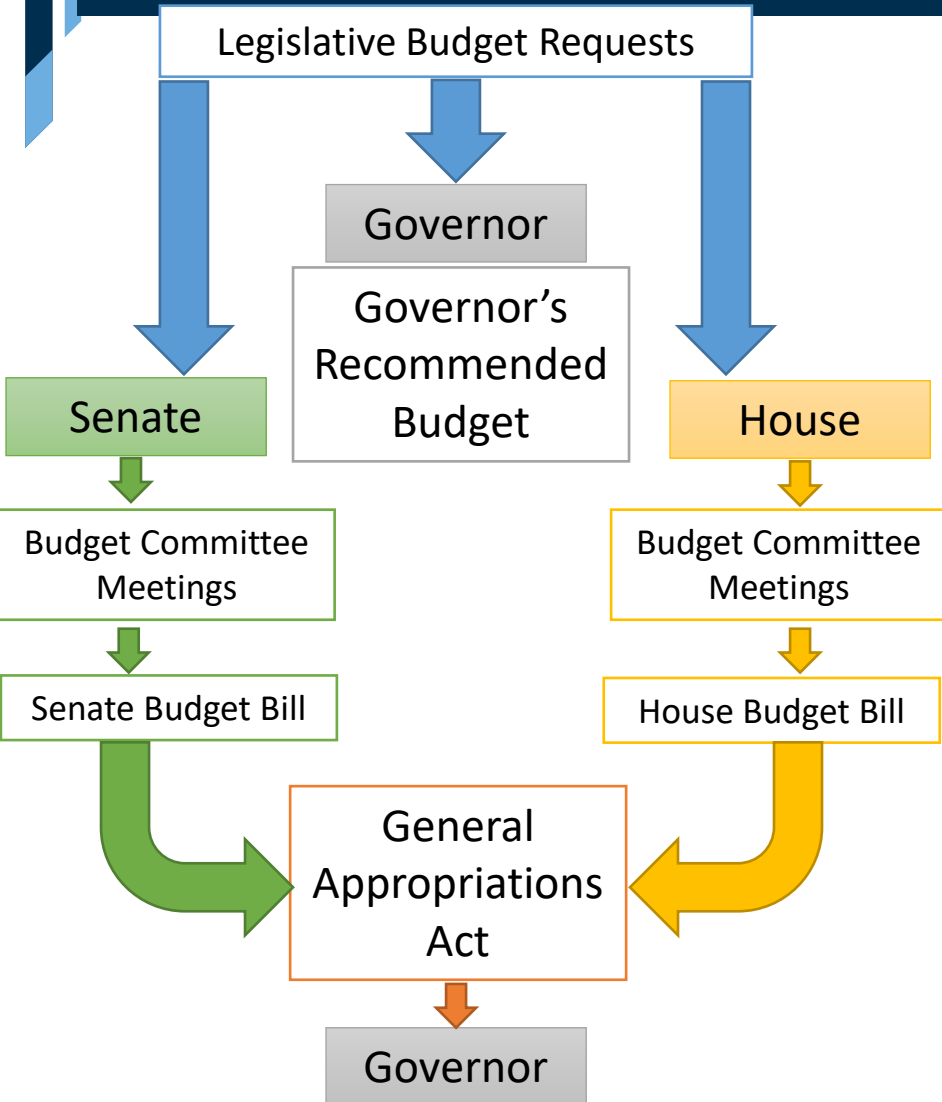 Legislative Budget Requests
Governor
Governor’s
Recommended
Budget
Senate
House
Budget Committee
Meetings
Budget Committee
Meetings
Senate Budget Bill
House Budget Bill
General
Appropriations
Act
Governor